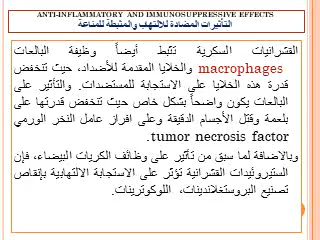 ANTI-INFLAMMATORY AND IMMUNOSUPPRESSIVE EFFECTS
التأثيرات المضادة للالتهاب والمثبطة للمناعة
القشرانيات السكرية تثبط أيضاً وظيفة البالعات
macrophages والخلايا المقدمة للأضداد، حيث تنخفض
قدرة هذه الخلايا على الاستجابة للمستضدات. والتأثير على
البالعات يكون واضحاً بشكل خاص حيث تنخفض قدرتها على
بلعمة وقتل الأجسام الدقيقة وعلى افراز عامل النخر الورمي
tumor necrosis factor.
وبالاضافة لما سبق من تأثير على وظائف الكريات البيضاء، فإن
الستيروئيدات القشرانية تؤثر على الاستجابة الالتهابية بإنقاص
تصنيع البروستغلاندينات، اللوكوترينات.